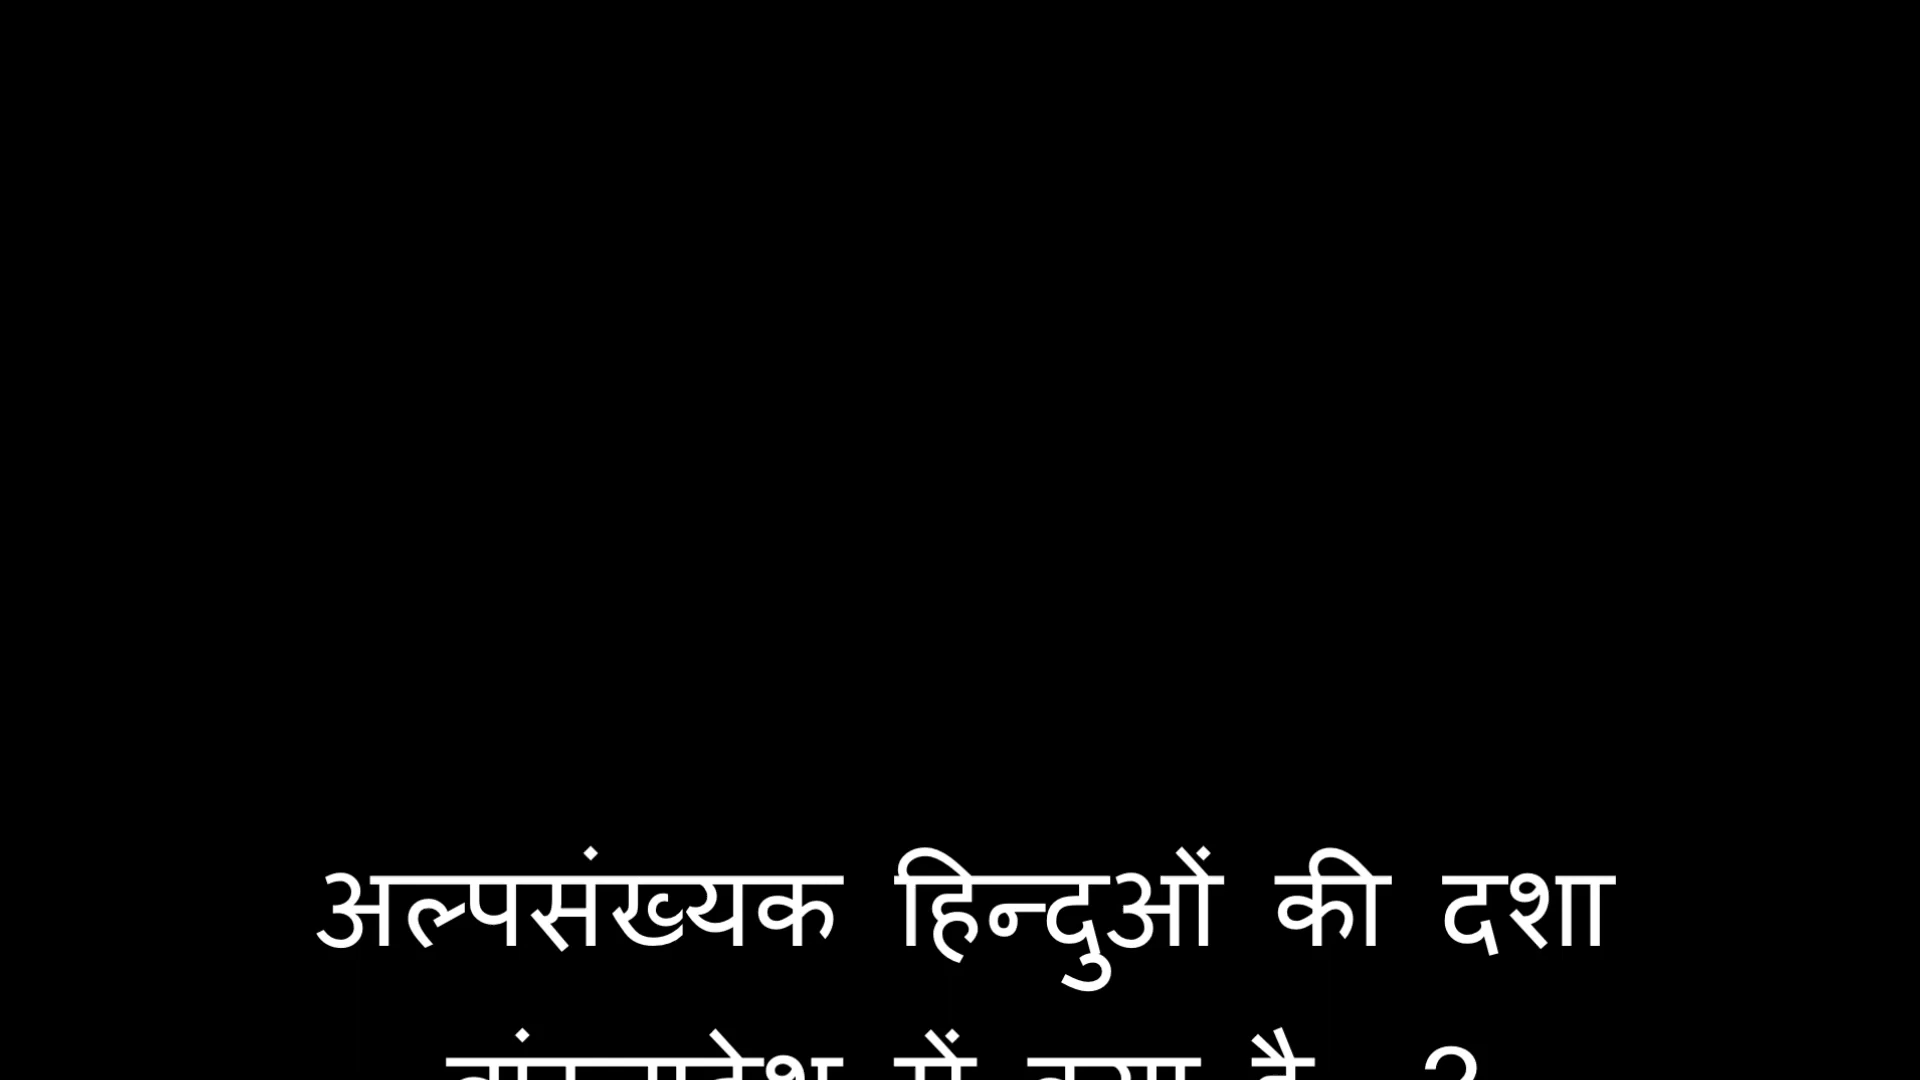 अल्पसंख्यक हिन्दुओं की दशा
में क्या है ?